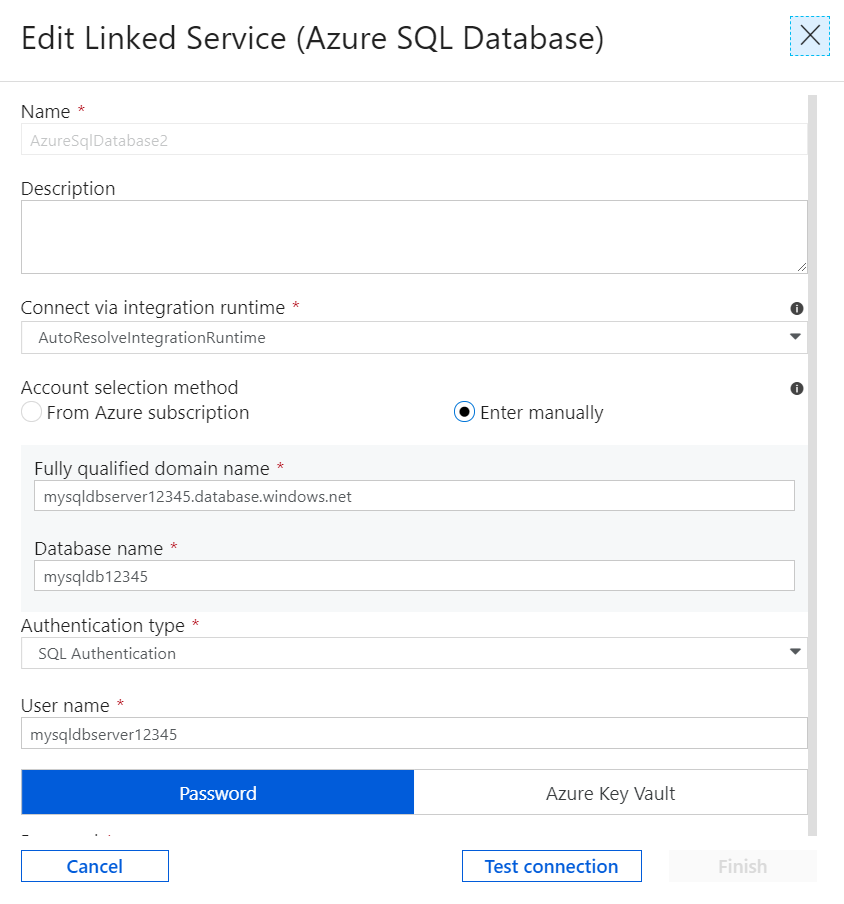 Edit Linked Service (Azure SQL Database)
Name *
AzureSqlDatabase2
Description
Connect via integration runtime *
AutoResolveIntegrationRuntime
Account selection method
From Azure subscription
Enter manually
Fully qualified domain name *
mysqldbserver12345.database.windows.net
Database name *
mysqldb12345
Authentication type *
SQL Authentication
User name *
mysqldbserver12345
Password
Azure Key Vault
Cancel
Test connection
Finish